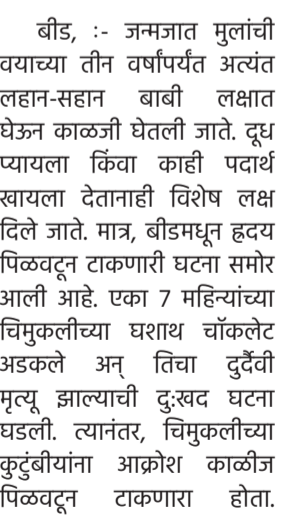 बीड, :- जन्मजात मुलांची
वयाच्या तीन वर्षांपर्यंत अत्यंत
लहान-सहान बाबी लक्षात
घेऊन काळजी घेतली जाते. दूध
प्यायला किंवा काही पदार्थ
खायला देतानाही विशेष लक्ष
दिले जाते. मात्र, बीडमधून हृदय
पिळवटून टाकणारी घटना समोर
आली आहे. एका 7 महिन्यांच्या
चिमुकलीच्या घशाथ चॉकलेट
अडकले अन् तिचा दुर्दैवी
मृत्यू झाल्याची दुःखद घटना
घडली. त्यानंतर, चिमुकलीच्या
कुटुंबीयांना आक्रोश काळीज
पिळवटून टाकणारा होता.